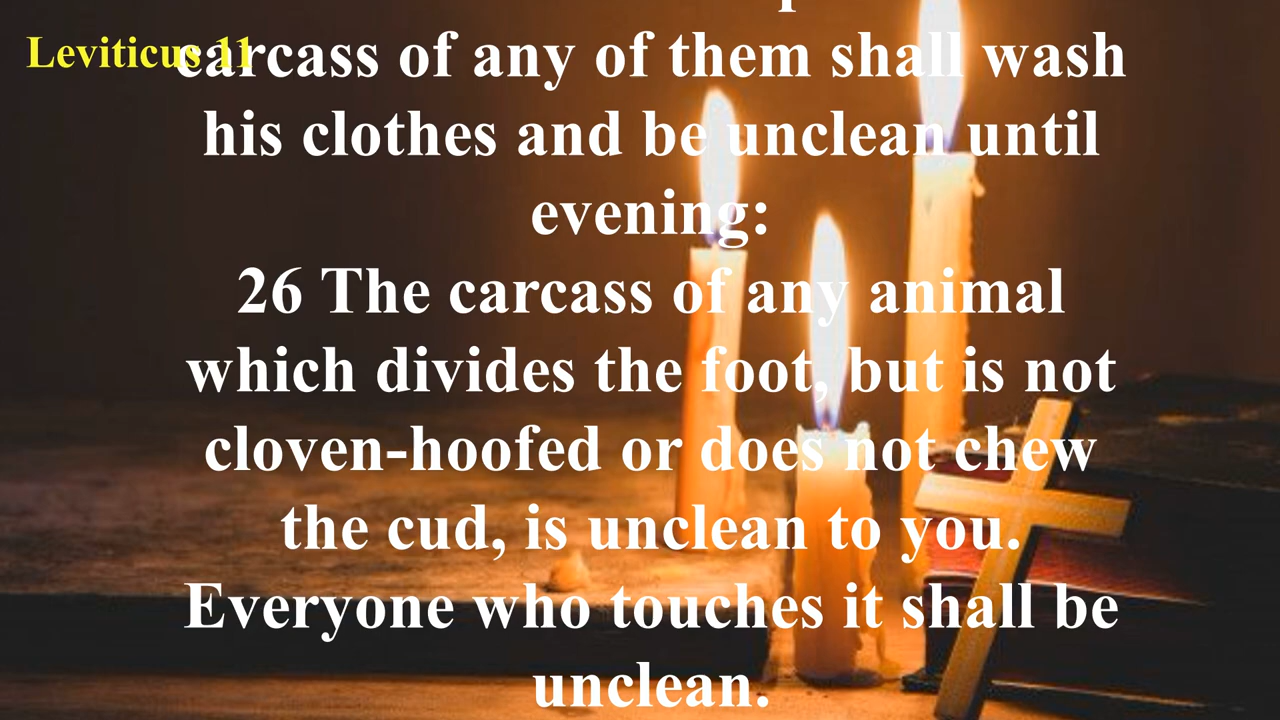 Leviticus 11
carcass of any of them shall wash
his clothes and be unclean until
evening:
26 The carcass of any animal
which divides the foot, but is not
cloven-hoofed or does not chew
the cud, is unclean to you.
Everyone who touches it shall be
unclean.